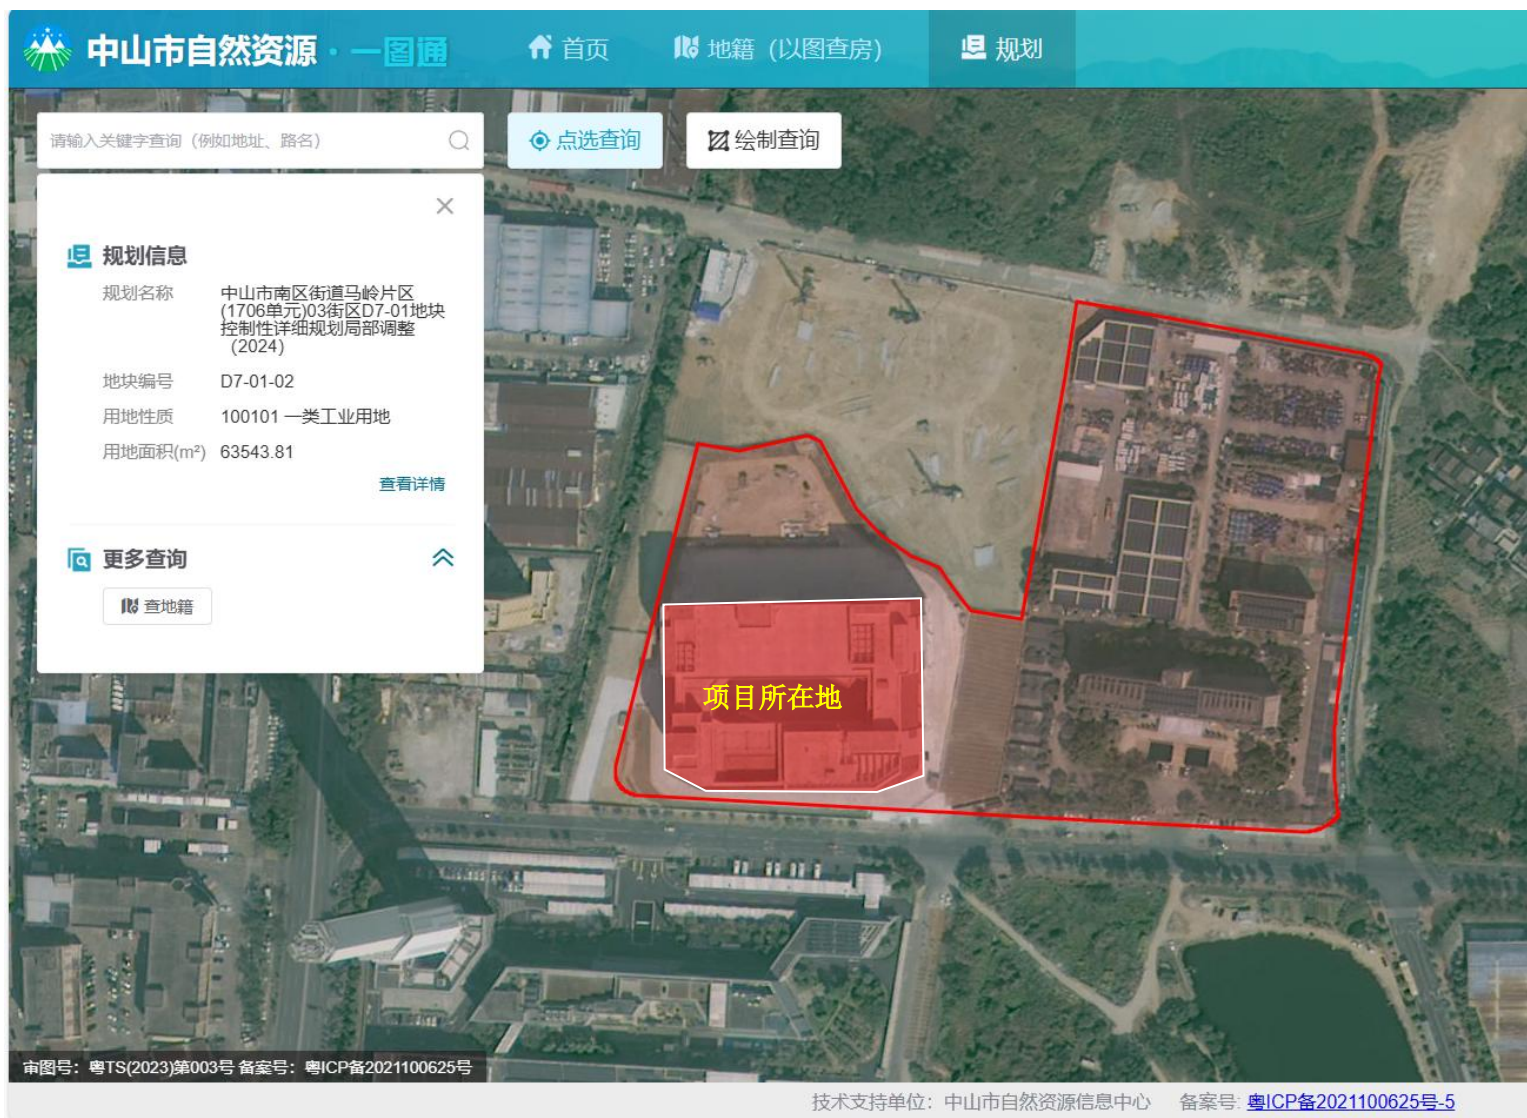 中山市自然资源·一图通
首页
地籍（以图查房）
规划
请输入关键字查询（例如地址、路名）
点选查询
绘制查询
规划信息
规划名称
中山市南区街道马岭片区
(1706单元)03街区D7-01地块
控制性详细规划局部调整
（2024）
地块编号 D7-01-02
用地性质 100101 一类工业用地
用地面积(m²) 63543.81
查看详情
更多查询
查地籍
项目所在地
审图号：粤TS(2023)第003号 备案号：粤ICP备2021100625号
技术支持单位：中山市自然资源信息中心 备案号: 粤ICP备2021100625号-5